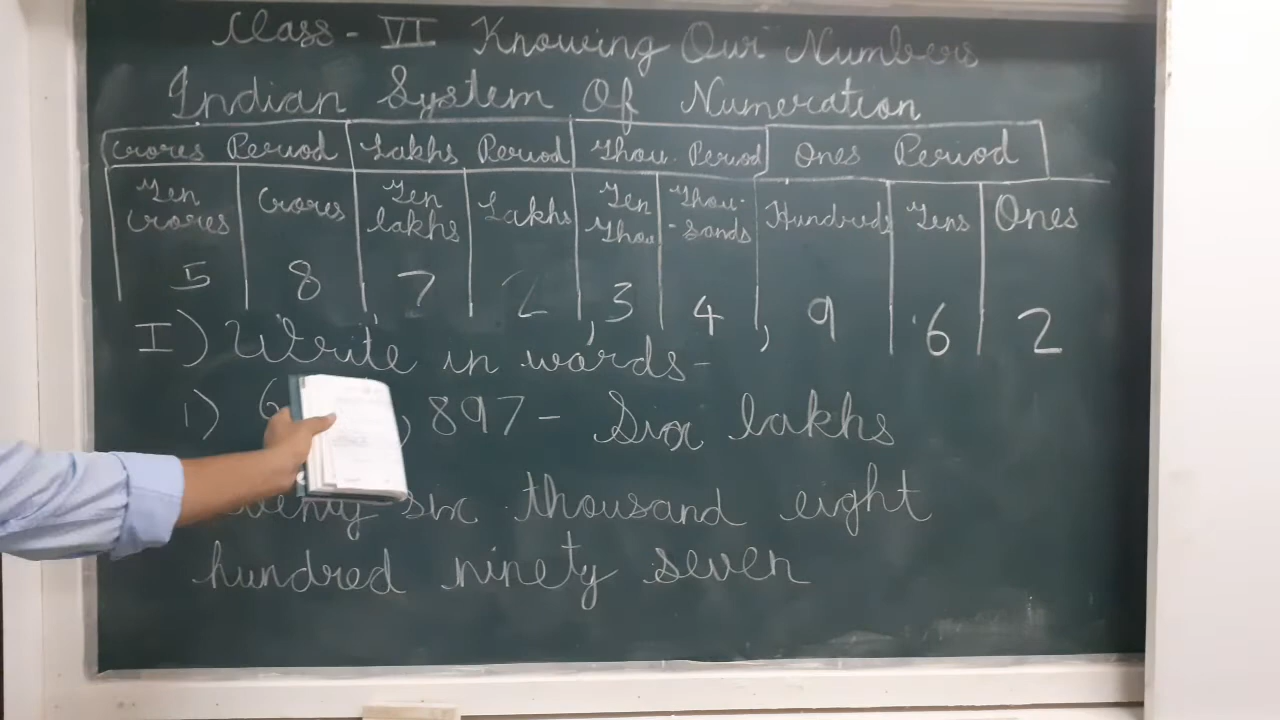 Class - VI Knowing Our Numbers
Indian System Of Numeration
Crores Period Lakhs Period Thou. Period Ones Period
Ten Crores Crores Ten lakhs Lakhs Ten Thou Thou- -sands Hundreds Tens Ones
5 8 7 2 , 3 4 , 9 6 2
I) Write in words -
1) 6 , 897 - Six lakhs
six thousand eight
hundred ninety seven